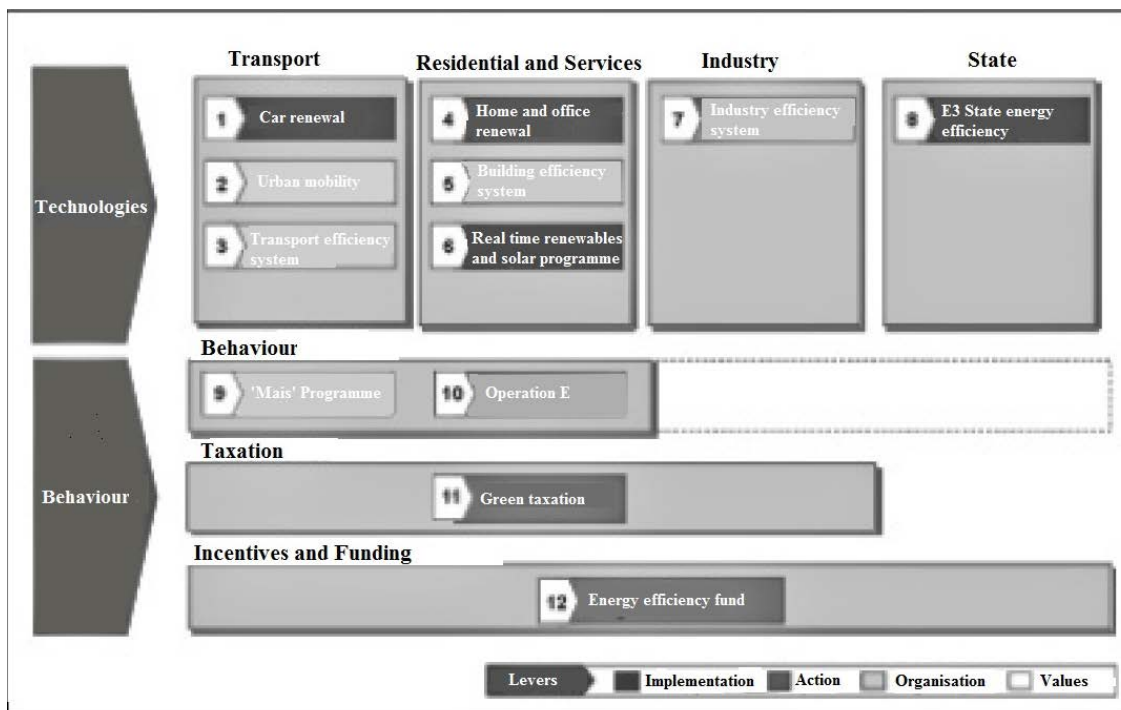 Transport
Residential and Services
Industry
State
Technologies
1 Car renewal
2 Urban mobility
3 Transport efficiency
system
4 Home and office
renewal
5 Building efficiency
system
6 Real time renewables
and solar programme
7 Industry efficiency
system
8 E3 State energy
efficiency
Behaviour
Behaviour
9 'Mais' Programme
10 Operation E
Taxation
11 Green taxation
Incentives and Funding
12 Energy efficiency fund
Levers
Implementation
Action
Organisation
Values